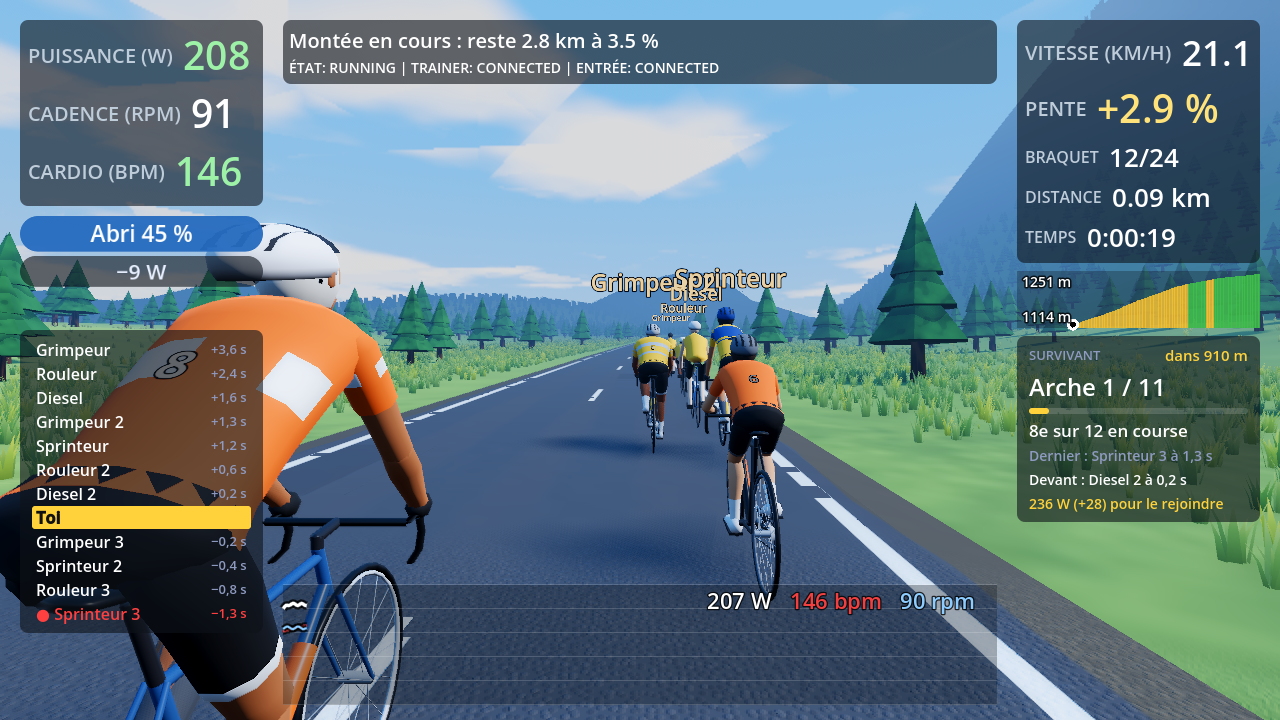 PUISSANCE (W) 208
CADENCE (RPM) 91
CARDIO (BPM) 146
Abri 45 %
−9 W
Montée en cours : reste 2.8 km à 3.5 %
ÉTAT: RUNNING | TRAINER: CONNECTED | ENTRÉE: CONNECTED
VITESSE (KM/H) 21.1
PENTE +2.9 %
BRAQUET 12/24
DISTANCE 0.09 km
TEMPS 0:00:19
1251 m
1114 m
SURVIVANT dans 910 m
Arche 1 / 11
8e sur 12 en course
Dernier : Sprinteur 3 à 1,3 s
Devant : Diesel 2 à 0,2 s
236 W (+28) pour le rejoindre
Sprinteur
Diesel
Rouleur
Grimpeur
8
8
Grimpeur +3,6 s
Rouleur +2,4 s
Diesel +1,6 s
Grimpeur 2 +1,3 s
Sprinteur +1,2 s
Rouleur 2 +0,6 s
Diesel 2 +0,2 s
Toi
Grimpeur 3 −0,2 s
Sprinteur 2 −0,4 s
Rouleur 3 −0,8 s
Sprinteur 3 −1,3 s
207 W 146 bpm 90 rpm